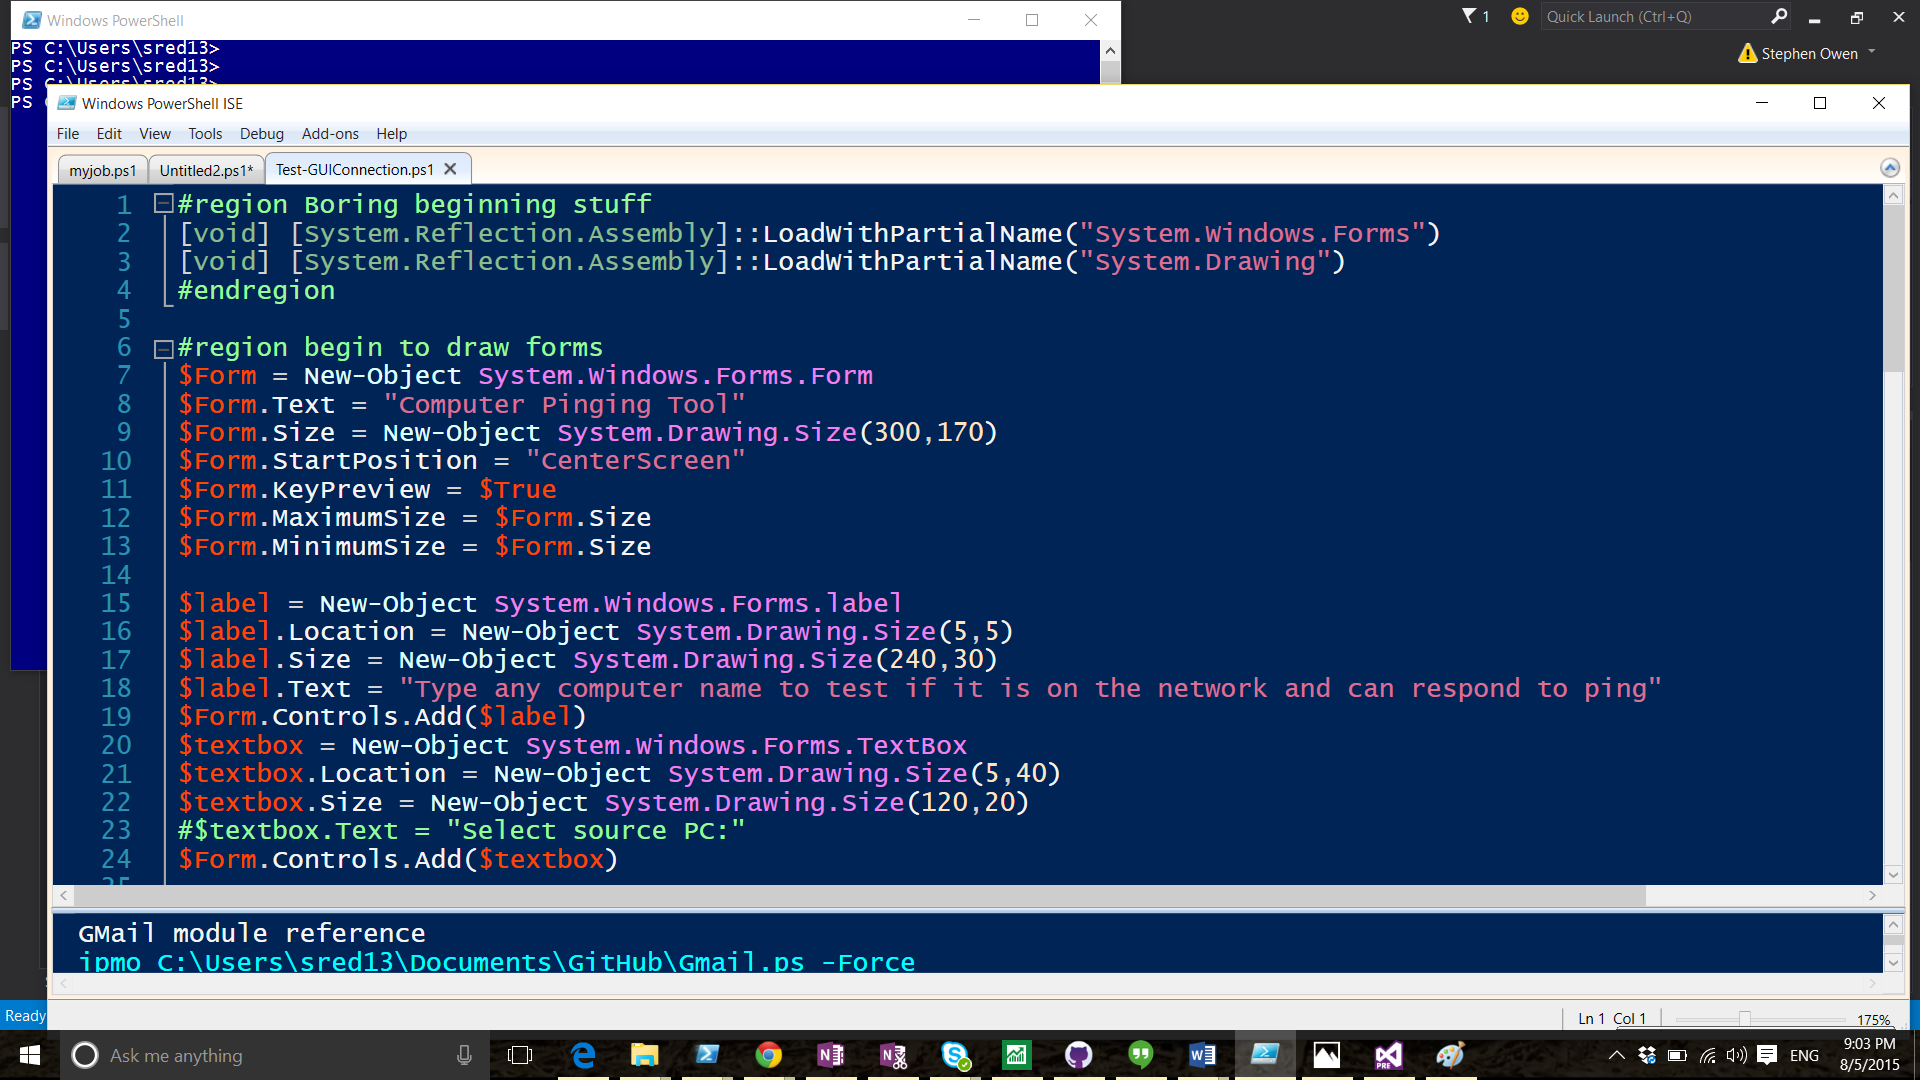 Windows PowerShell
PS C:\Users\sred13>
PS C:\Users\sred13>
PS C:\Users\sred13>
PS
1
Quick Launch (Ctrl+Q)
Stephen Owen
Windows PowerShell ISE
File Edit View Tools Debug Add-ons Help
myjob.ps1 Untitled2.ps1* Test-GUIConnection.ps1
1 #region Boring beginning stuff
2 [void] [System.Reflection.Assembly]::LoadWithPartialName("System.Windows.Forms")
3 [void] [System.Reflection.Assembly]::LoadWithPartialName("System.Drawing")
4 #endregion
5
6 #region begin to draw forms
7 $Form = New-Object System.Windows.Forms.Form
8 $Form.Text = "Computer Pinging Tool"
9 $Form.Size = New-Object System.Drawing.Size(300,170)
10 $Form.StartPosition = "CenterScreen"
11 $Form.KeyPreview = $True
12 $Form.MaximumSize = $Form.Size
13 $Form.MinimumSize = $Form.Size
14
15 $label = New-Object System.Windows.Forms.label
16 $label.Location = New-Object System.Drawing.Size(5,5)
17 $label.Size = New-Object System.Drawing.Size(240,30)
18 $label.Text = "Type any computer name to test if it is on the network and can respond to ping"
19 $Form.Controls.Add($label)
20 $textbox = New-Object System.Windows.Forms.TextBox
21 $textbox.Location = New-Object System.Drawing.Size(5,40)
22 $textbox.Size = New-Object System.Drawing.Size(120,20)
23 #$textbox.Text = "Select source PC:"
24 $Form.Controls.Add($textbox)
25
GMail module reference
ipmo C:\Users\sred13\Documents\GitHub\Gmail.ps -Force
Ready
Ln 1 Col 1
175%
Ask me anything
ENG
9:03 PM
8/5/2015